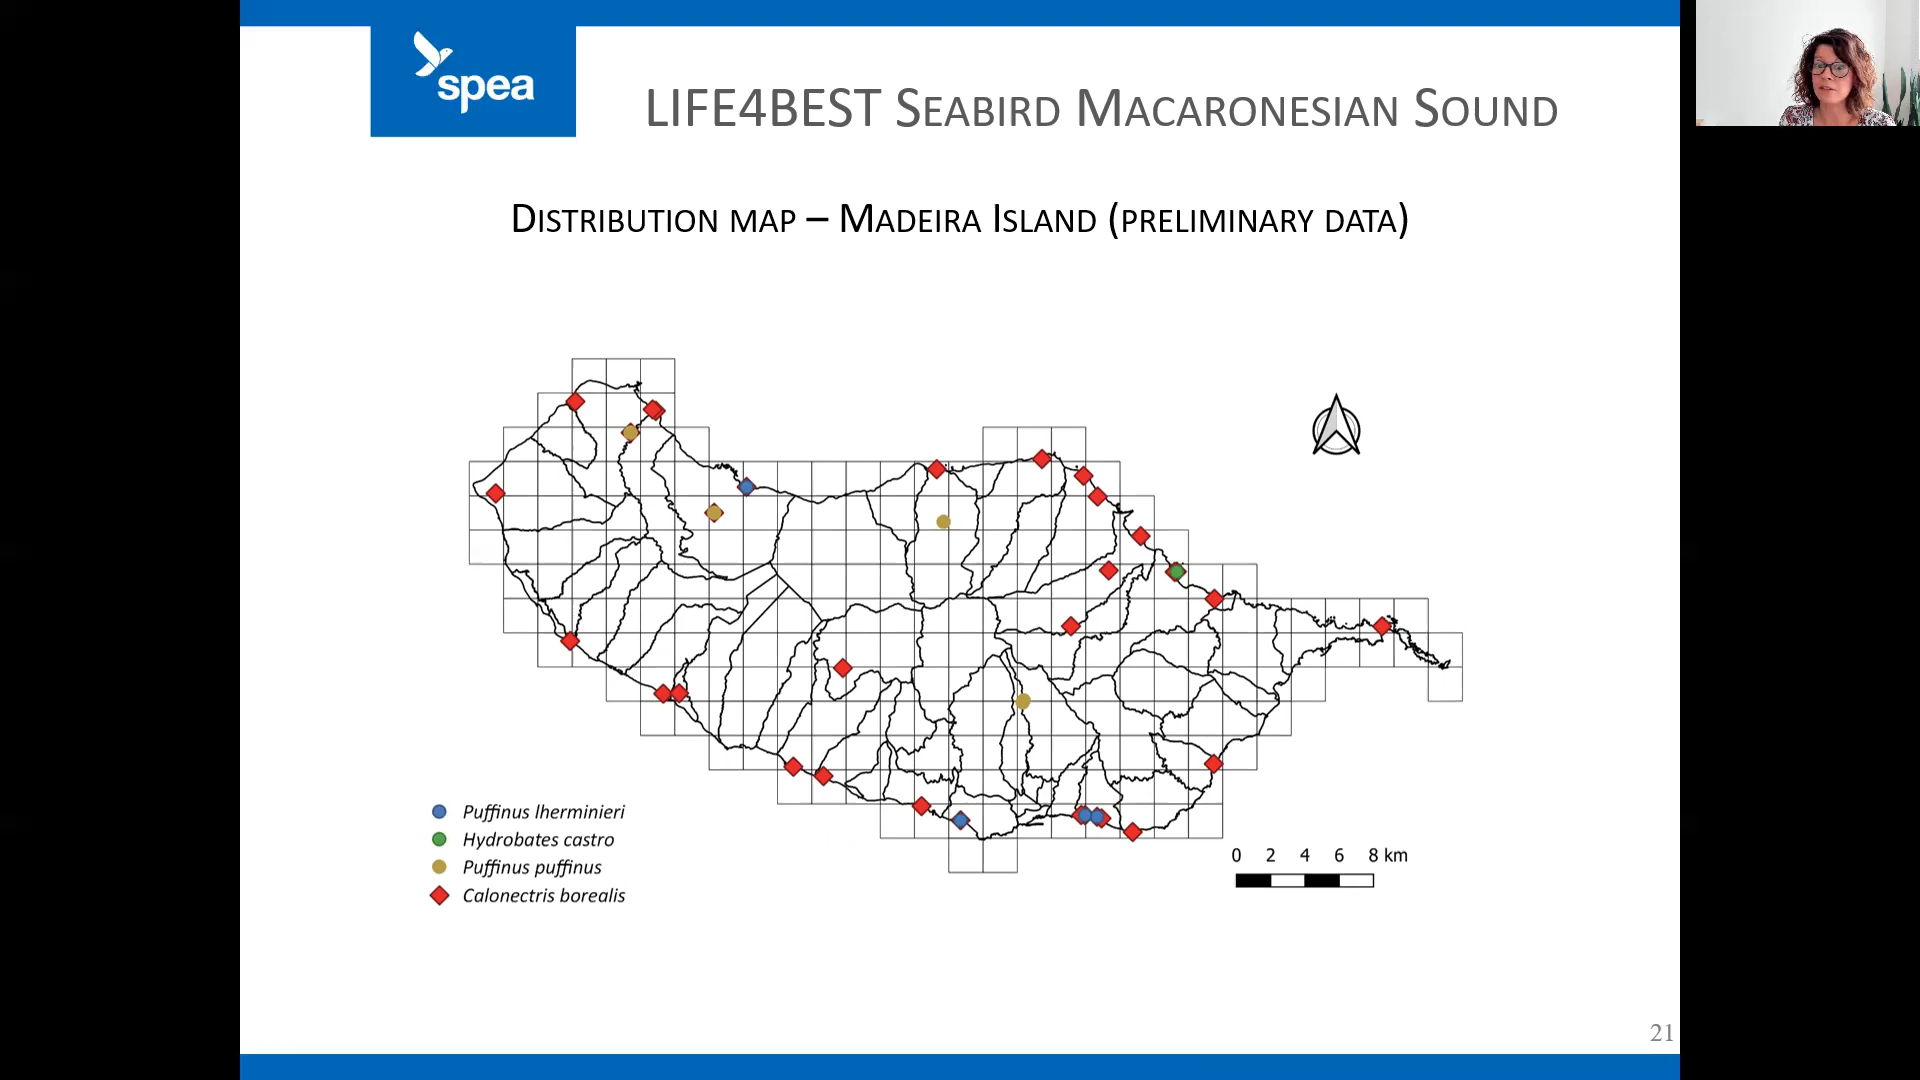 spea
LIFE4BEST SEABIRD MACARONESIAN SOUND
DISTRIBUTION MAP – MADEIRA ISLAND (PRELIMINARY DATA)
Puffinus lherminieri
Hydrobates castro
Puffinus puffinus
Calonectris borealis
0 2 4 6 8 km
21